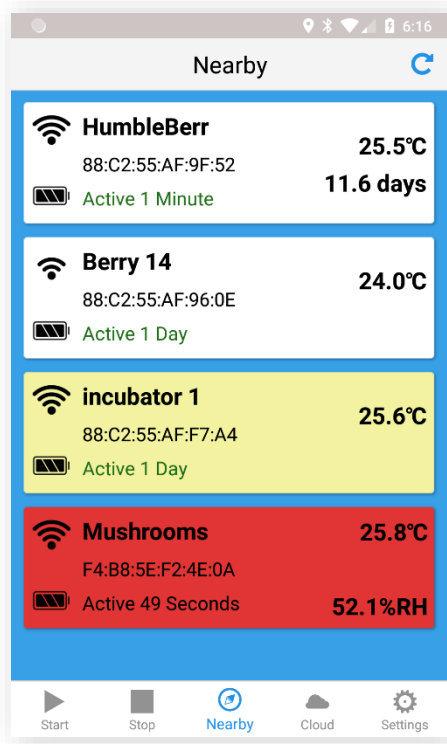 6:16
Nearby
HumbleBerr
25.5℃
88:C2:55:AF:9F:52
11.6 days
Active 1 Minute
Berry 14
24.0℃
88:C2:55:AF:96:0E
Active 1 Day
incubator 1
25.6℃
88:C2:55:AF:F7:A4
Active 1 Day
Mushrooms
25.8℃
F4:B8:5E:F2:4E:0A
Active 49 Seconds
52.1%RH
Start Stop Nearby Cloud Settings